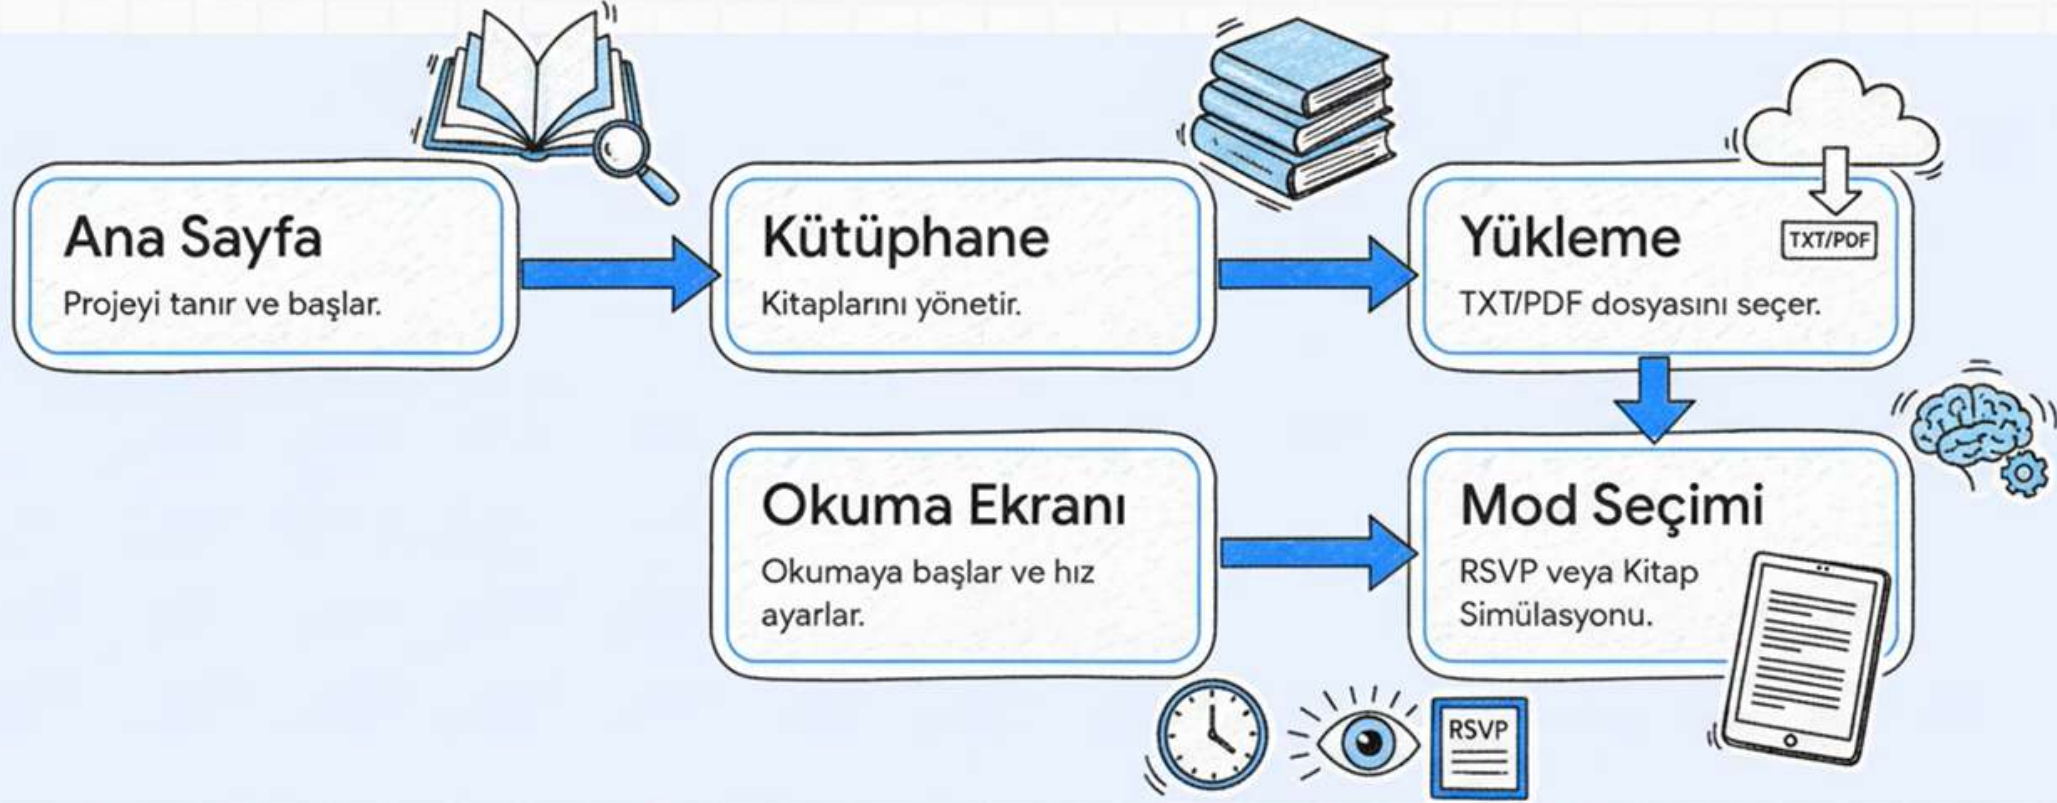 Ana Sayfa
Projeyi tanır ve başlar.
Kütüphane
Kitaplarını yönetir.
Yükleme
TXT/PDF
TXT/PDF dosyasını seçer.
Okuma Ekranı
Okumaya başlar ve hız
ayarlar.
Mod Seçimi
RSVP veya Kitap
Simülasyonu.
RSVP